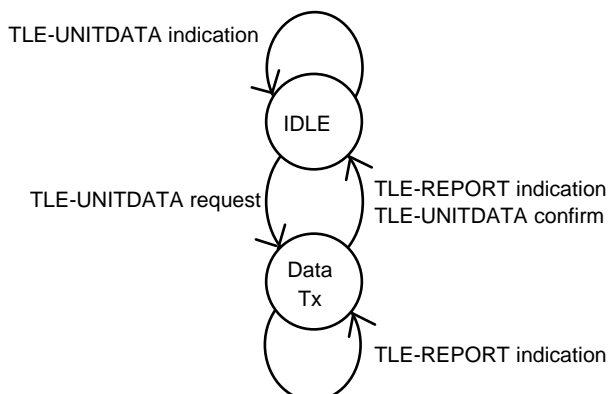 TLE-UNITDATA indication
IDLE
TLE-UNITDATA request
TLE-REPORT indication
TLE-UNITDATA confirm
Data
Tx
TLE-REPORT indication